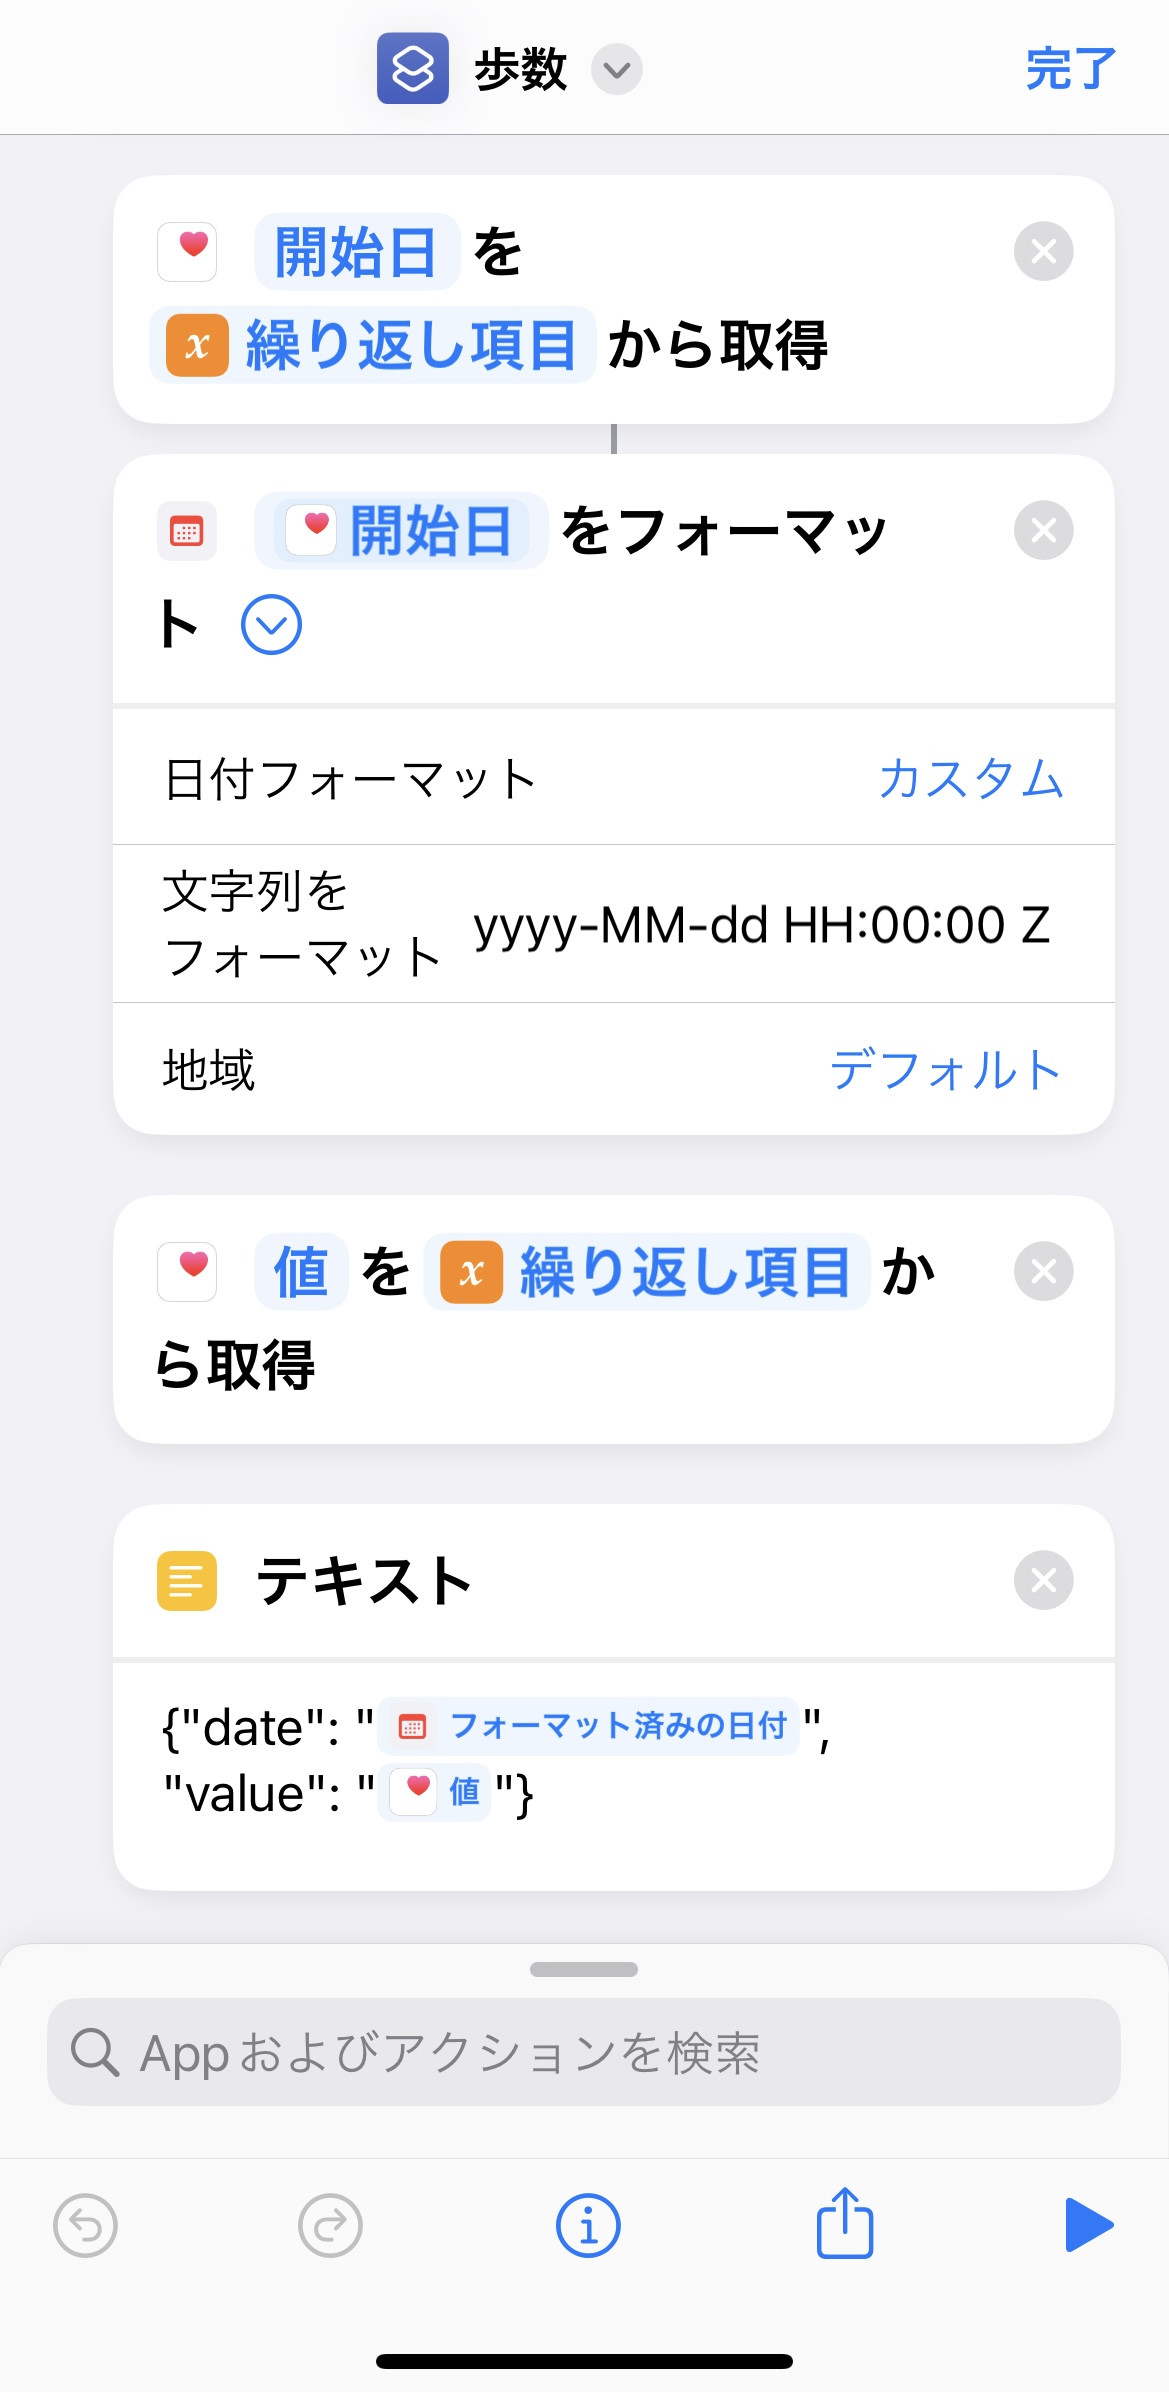 歩数
完了
開始日 を
x 繰り返し項目 から取得
開始日 をフォーマッ
ト
日付フォーマット カスタム
文字列を
フォーマット yyyy-MM-dd HH:00:00 Z
地域 デフォルト
値 を x 繰り返し項目 か
ら取得
テキスト
{"date": " フォーマット済みの日付 ",
"value": " 値 "}
Appおよびアクションを検索